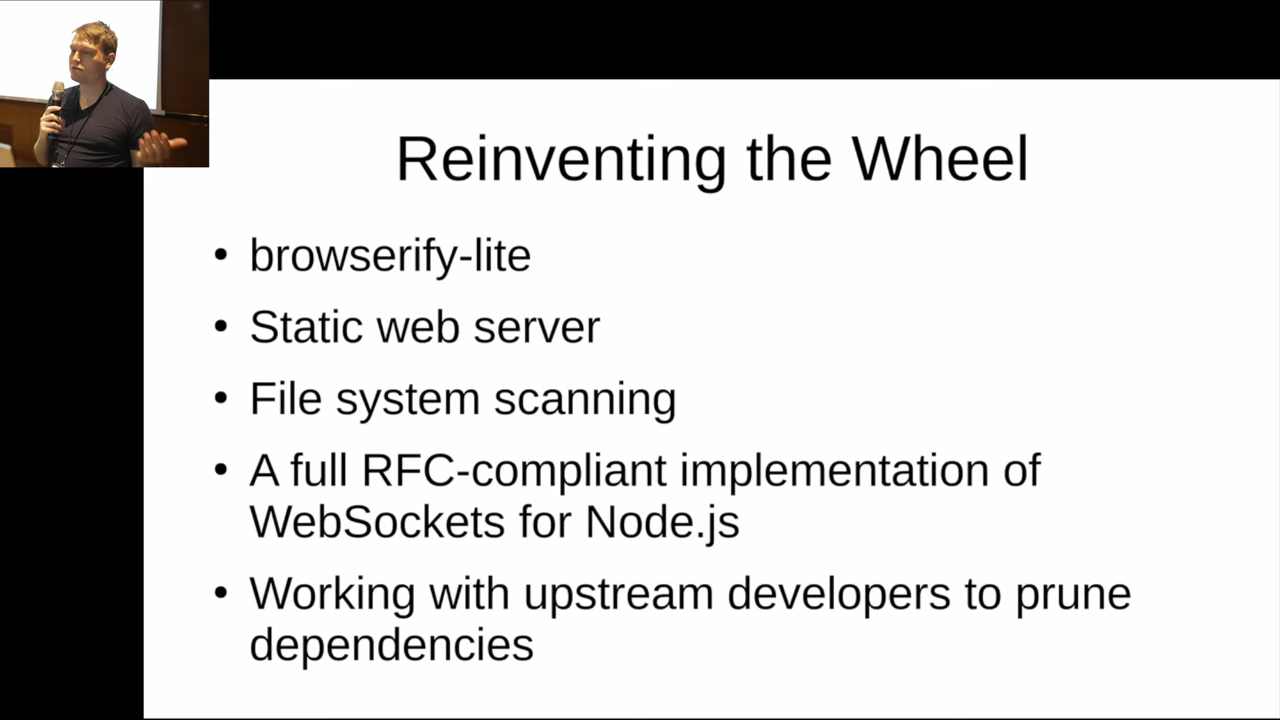 Reinventing the Wheel
• browserify-lite
• Static web server
• File system scanning
• A full RFC-compliant implementation of
WebSockets for Node.js
• Working with upstream developers to prune
dependencies